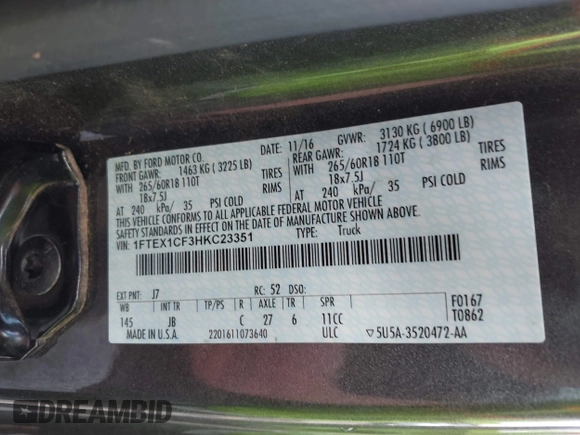 MFD. BY FORD MOTOR CO.
DATE: 11/16 GVWR: 3130 KG ( 6900 LB)
FRONT GAWR: 1463 KG ( 3225 LB)
REAR GAWR: 1724 KG ( 3800 LB)
WITH 265/60R18 110T TIRES
WITH 265/60R18 110T TIRES
18x7.5J RIMS
18x7.5J RIMS
AT 240 kPa/ 35 PSI COLD
AT 240 kPa/ 35 PSI COLD
THIS VEHICLE CONFORMS TO ALL APPLICABLE FEDERAL MOTOR VEHICLE
SAFETY STANDARDS IN EFFECT ON THE DATE OF MANUFACTURE SHOWN ABOVE.
VIN: 1FTEX1CF3HKC23351
TYPE: Truck
EXT PNT: J7 RC: 52 DSO:
WB INT TR TP/PS R AXLE TR SPR
F0167
145 JB C 27 6 11CC
T0862
MADE IN U.S.A. 2201611073640 ULC ▽5U5A-3520472-AA
DREAMBID